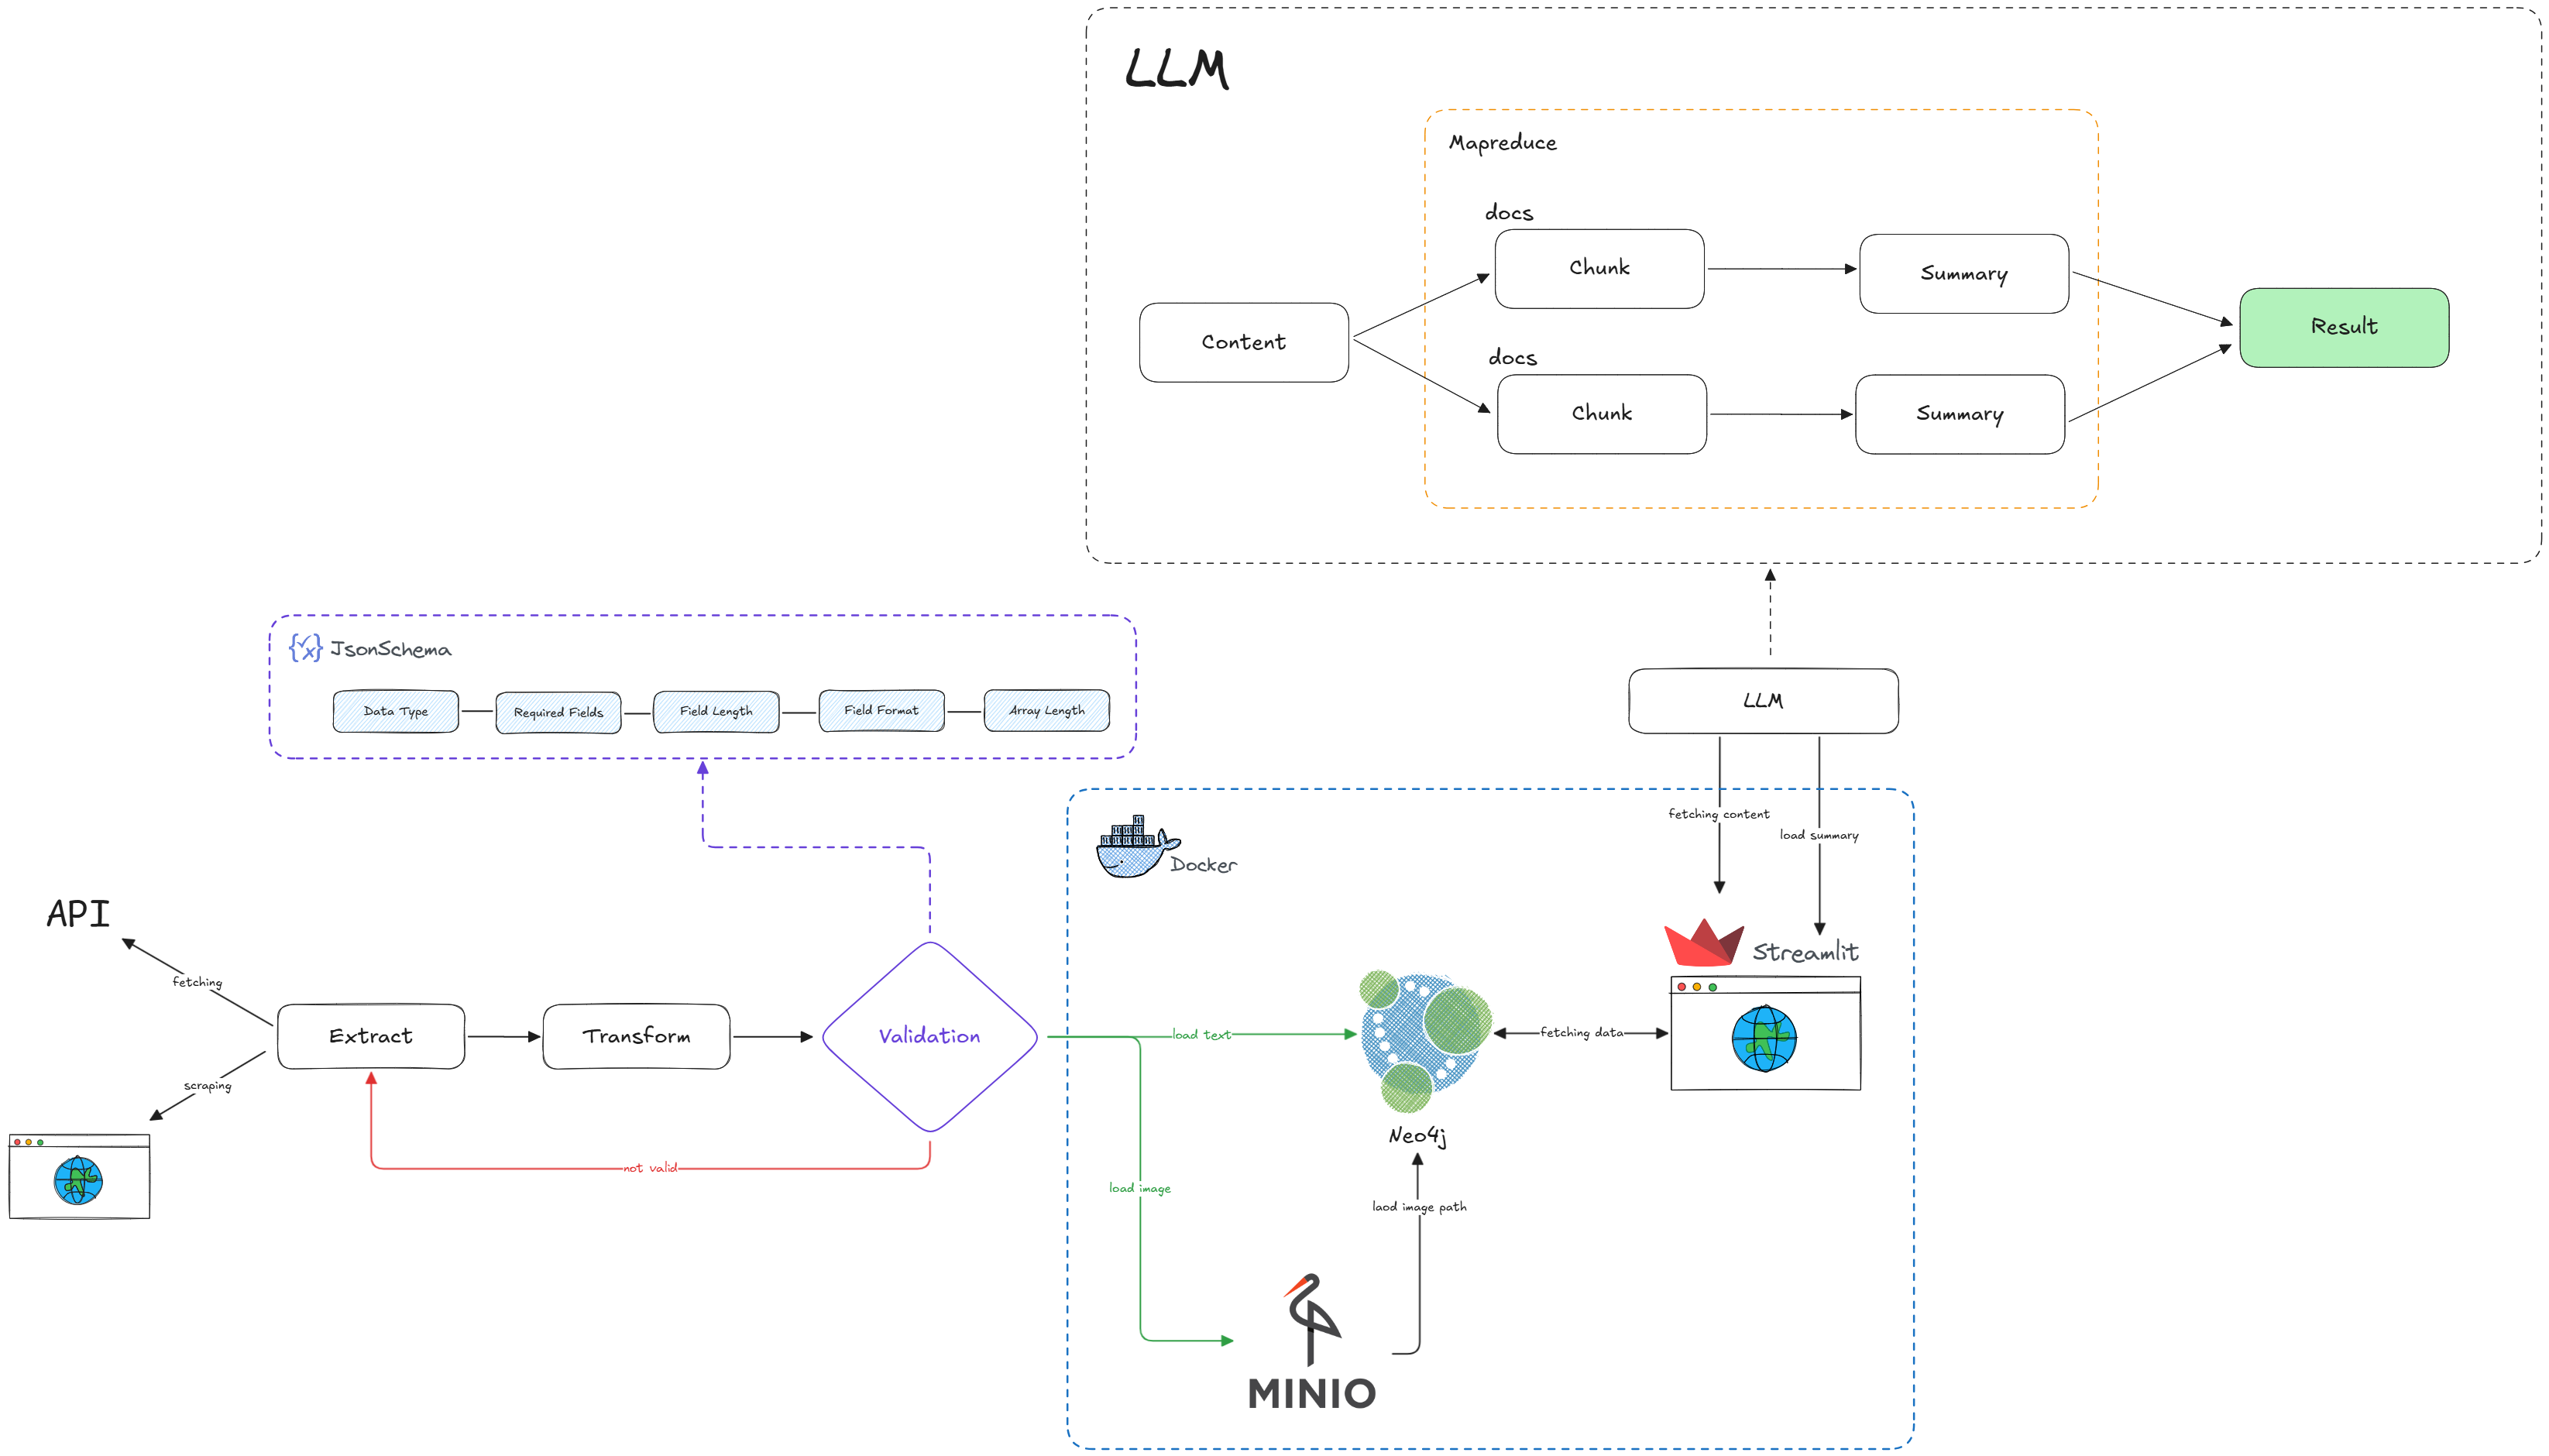 LLM
Mapreduce
docs
Chunk
Summary
Content
Result
docs
Chunk
Summary
JsonSchema
Data Type
Required Fields
Field Length
Field Format
Array Length
LLM
fetching content
load summary
Docker
API
fetching
Streamlit
Extract
Transform
Validation
load text
fetching data
scraping
Neo4j
not valid
load image
laod image path
MINIO